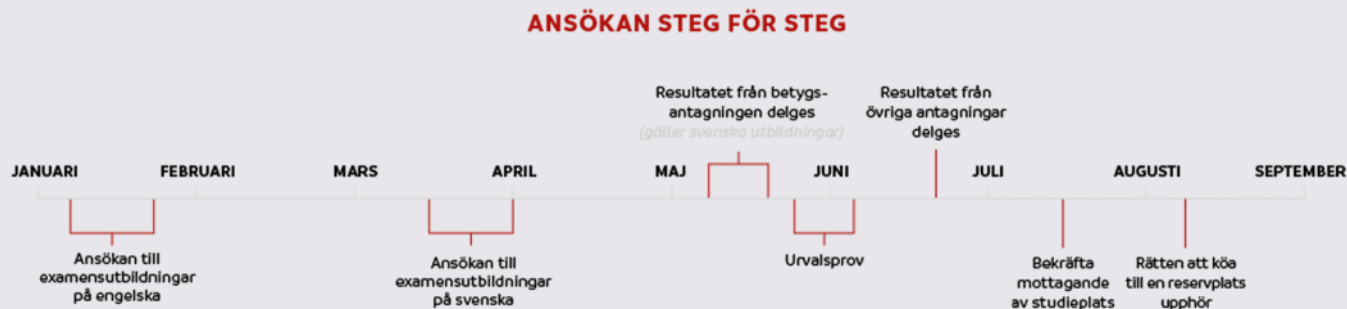 ANSÖKAN STEG FÖR STEG
Resultatet från betygs-
antagningen delges
(gäller svenska utbildningar)
Resultatet från
övriga antagningar
delges
JANUARI
FEBRUARI
MARS
APRIL
MAJ
JUNI
JULI
AUGUSTI
SEPTEMBER
Ansökan till
examensutbildningar
på engelska
Ansökan till
examensutbildningar
på svenska
Urvalsprov
Bekräfta
mottagande
av studieplats
Rätten att köa
till en reservplats
upphör